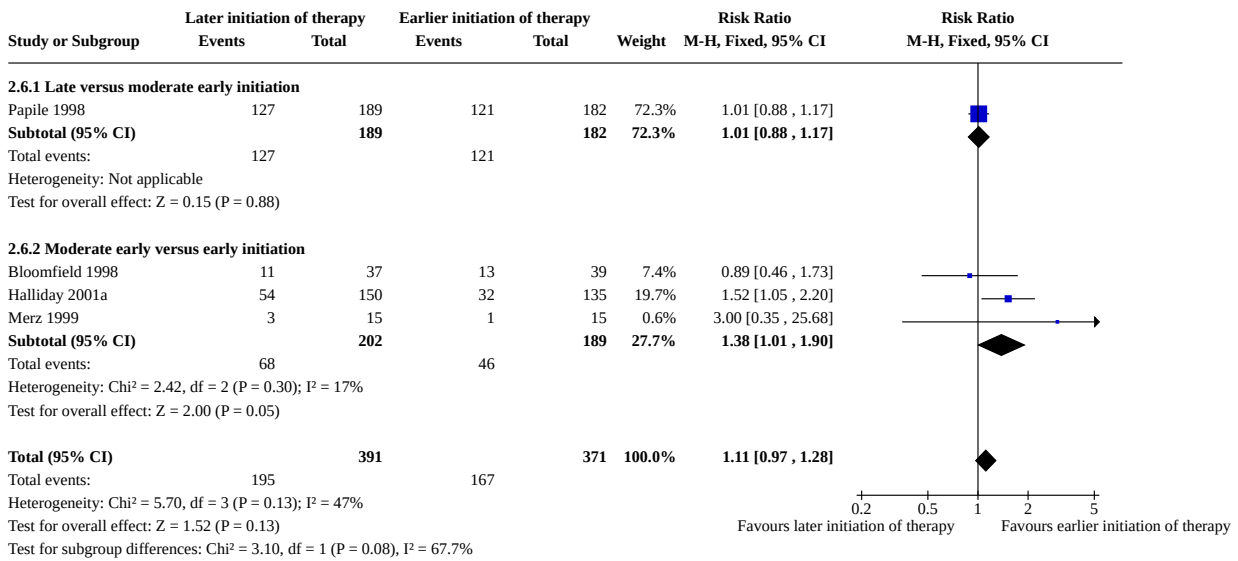 Later initiation of therapy Earlier initiation of therapy Risk Ratio Risk Ratio
Study or Subgroup Events Total Events Total Weight M-H, Fixed, 95% CI M-H, Fixed, 95% CI
2.6.1 Late versus moderate early initiation
Papile 1998 127 189 121 182 72.3% 1.01 [0.88 , 1.17]
Subtotal (95% CI) 189 182 72.3% 1.01 [0.88 , 1.17]
Total events: 127 121
Heterogeneity: Not applicable
Test for overall effect: Z = 0.15 (P = 0.88)
2.6.2 Moderate early versus early initiation
Bloomfield 1998 11 37 13 39 7.4% 0.89 [0.46 , 1.73]
Halliday 2001a 54 150 32 135 19.7% 1.52 [1.05 , 2.20]
Merz 1999 3 15 1 15 0.6% 3.00 [0.35 , 25.68]
Subtotal (95% CI) 202 189 27.7% 1.38 [1.01 , 1.90]
Total events: 68 46
Heterogeneity: Chi² = 2.42, df = 2 (P = 0.30); I² = 17%
Test for overall effect: Z = 2.00 (P = 0.05)
Total (95% CI) 391 371 100.0% 1.11 [0.97 , 1.28]
Total events: 195 167
Heterogeneity: Chi² = 5.70, df = 3 (P = 0.13); I² = 47%
0.2 0.5 1 2 5
Test for overall effect: Z = 1.52 (P = 0.13) Favours later initiation of therapy Favours earlier initiation of therapy
Test for subgroup differences: Chi² = 3.10, df = 1 (P = 0.08), I² = 67.7%